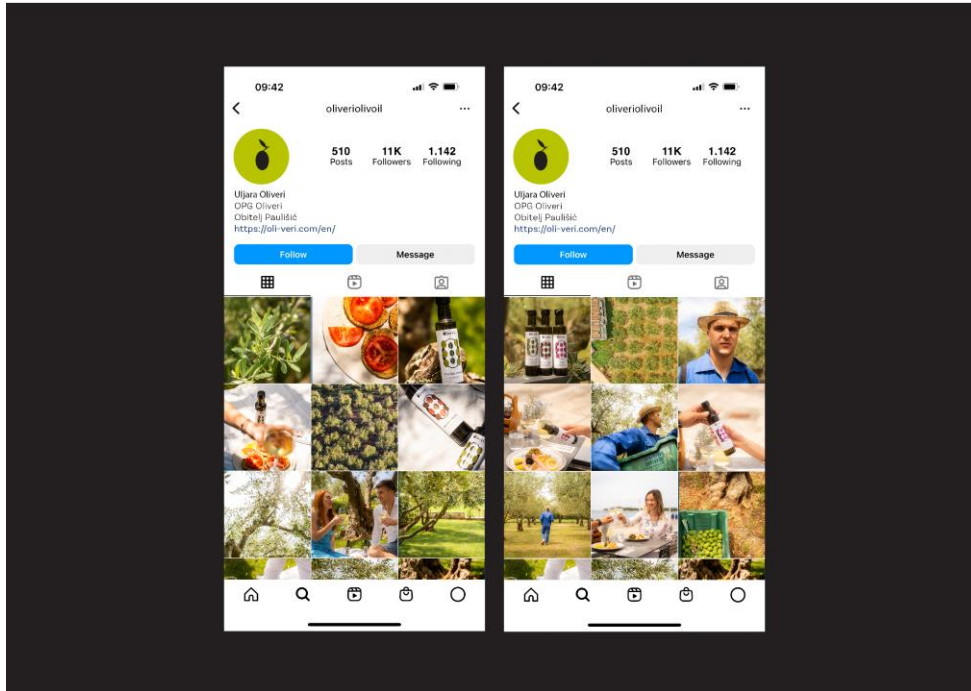 09:42
oliveriolivoil
510 11K 1.142
Posts Followers Following
Uljara Oliveri
OPG Oliveri
Obitelj Paulišić
https://oli-veri.com/en/
Follow Message
09:42
oliveriolivoil
510 11K 1.142
Posts Followers Following
Uljara Oliveri
OPG Oliveri
Obitelj Paulišić
https://oli-veri.com/en/
Follow Message